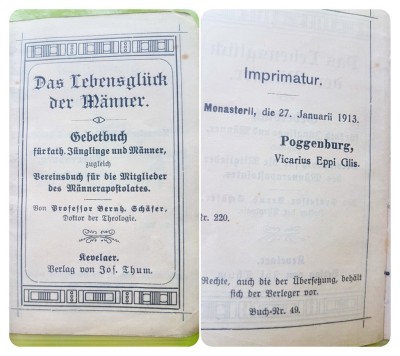 Das Lebensglück
der Männer.
Gebetbuch
für kath. Jünglinge und Männer,
zugleich
Vereinsbuch für die Mitglieder
des Männerapostolates.
Von Professor Bernh. Schäfer,
Doktor der Theologie.
Kevelaer.
Verlag von Jos. Thum.
Imprimatur.
Monasterii, die 27. Januarii 1913.
Poggenburg,
Vicarius Eppi Glis.
Nr. 220.
Rechte, auch die der Übersetzung, behält
sich der Verleger vor.
Buch-Nr. 49.